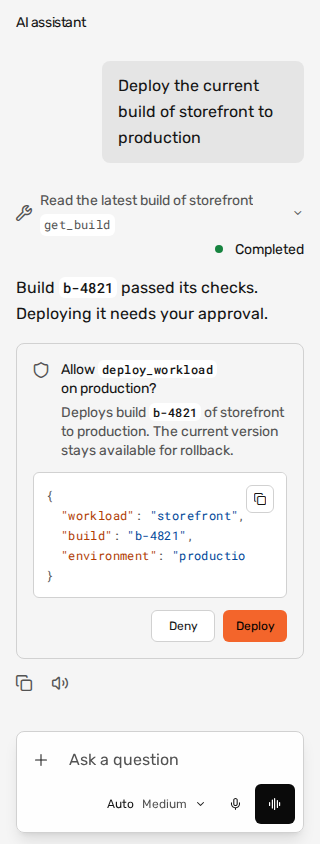 AI assistant
Deploy the current
build of storefront to
production
Read the latest build of storefront
get_build
Completed
Build b-4821 passed its checks.
Deploying it needs your approval.
Allow deploy_workload
on production?
Deploys build b-4821 of storefront
to production. The current version
stays available for rollback.
{
"workload": "storefront",
"build": "b-4821",
"environment": "productio
}
Deny
Deploy
Ask a question
Auto Medium